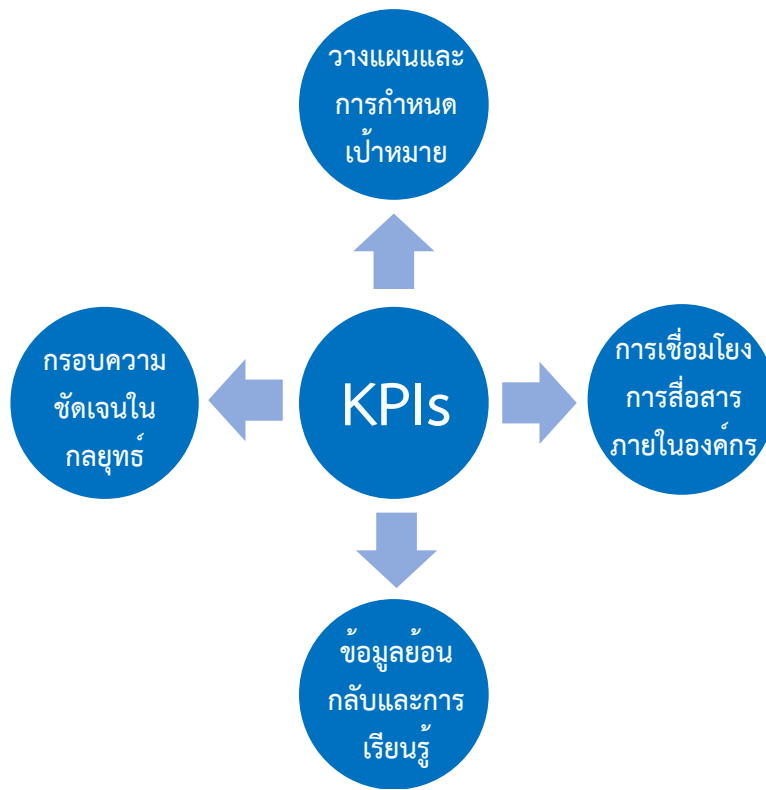 วางแผนและ
การกำหนด
เป้าหมาย
กรอบความ
ชัดเจนใน
กลยุทธ์
KPIs
การเชื่อมโยง
การสื่อสาร
ภายในองค์กร
ข้อมูลย้อน
กลับและการ
เรียนรู้